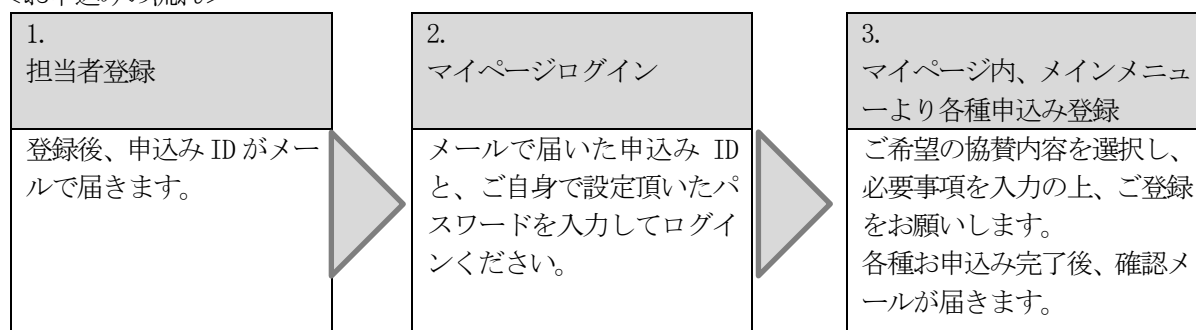 1.
担当者登録
登録後、申込み ID がメー
ルで届きます。
2.
マイページログイン
メールで届いた申込み ID
と、ご自身で設定頂いたパ
スワードを入力してログイ
ンください。
3.
マイページ内、メインメニュ
ーより各種申込み登録
ご希望の協賛内容を選択し、
必要事項を入力の上、ご登録
をお願いします。
各種お申込み完了後、確認メ
ールが届きます。